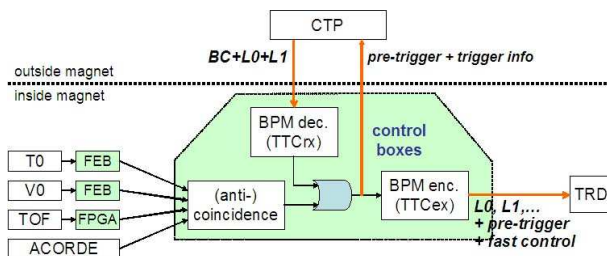 CTP
BC+L0+L1
pre-trigger + trigger info
outside magnet
inside magnet
BPM dec.
(TTCrx)
control
boxes
T0
FEB
V0
FEB
TOF
FPGA
ACORDE
(anti-)
coincidence
BPM enc.
(TTCex)
TRD
L0, L1,...
+ pre-trigger
+ fast control